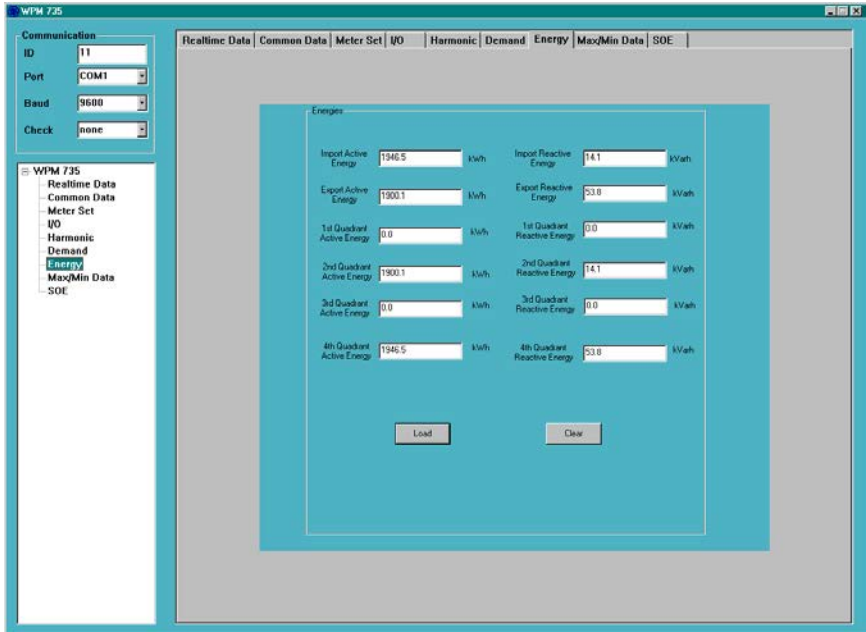 WPM 735
Communication
ID 11
Port COM1
Baud 9600
Check none
WPM 735
Realtime Data
Common Data
Meter Set
I/O
Harmonic
Demand
Energy
Max/Min Data
SOE
Realtime Data Common Data Meter Set I/O Harmonic Demand Energy Max/Min Data SOE
Energies
Import Active Energy 1946.5 kWh Import Reactive Energy 14.1 kVarh
Export Active Energy 1900.1 kWh Export Reactive Energy 53.8 kVarh
1st Quadrant Active Energy 0.0 kWh 1st Quadrant Reactive Energy 0.0 kVarh
2nd Quadrant Active Energy 1900.1 kWh 2nd Quadrant Reactive Energy 14.1 kVarh
3rd Quadrant Active Energy 0.0 kWh 3rd Quadrant Reactive Energy 0.0 kVarh
4th Quadrant Active Energy 1946.5 kWh 4th Quadrant Reactive Energy 53.8 kVarh
Load Clear